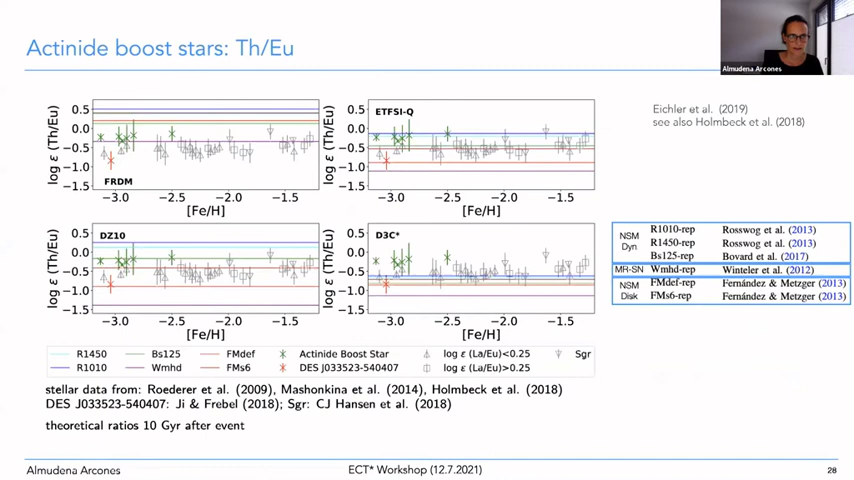 Actinide boost stars: Th/Eu
Almudena Arcones
Eichler et al. (2019)
see also Holmbeck et al. (2018)
log ε (Th/Eu)
0.5
0.0
−0.5
−1.0
−1.5
FRDM
−3.0 −2.5 −2.0 −1.5
[Fe/H]
log ε (Th/Eu)
0.5
0.0
−0.5
−1.0
−1.5
ETFSI-Q
−3.0 −2.5 −2.0 −1.5
[Fe/H]
log ε (Th/Eu)
0.5
0.0
−0.5
−1.0
−1.5
DZ10
−3.0 −2.5 −2.0 −1.5
[Fe/H]
log ε (Th/Eu)
0.5
0.0
−0.5
−1.0
−1.5
D3C*
−3.0 −2.5 −2.0 −1.5
[Fe/H]
NSM Dyn
R1010-rep Rosswog et al. (2013)
R1450-rep Rosswog et al. (2013)
Bs125-rep Bovard et al. (2017)
MR-SN Wmhd-rep Winteler et al. (2012)
NSM Disk
FMdef-rep Fernández & Metzger (2013)
FMs6-rep Fernández & Metzger (2013)
R1450 Bs125 FMdef Actinide Boost Star log ε (La/Eu)<0.25 Sgr
R1010 Wmhd FMs6 DES J033523-540407 log ε (La/Eu)>0.25
stellar data from: Roederer et al. (2009), Mashonkina et al. (2014), Holmbeck et al. (2018)
DES J033523-540407: Ji & Frebel (2018); Sgr: CJ Hansen et al. (2018)
theoretical ratios 10 Gyr after event
Almudena Arcones
ECT* Workshop (12.7.2021)
28